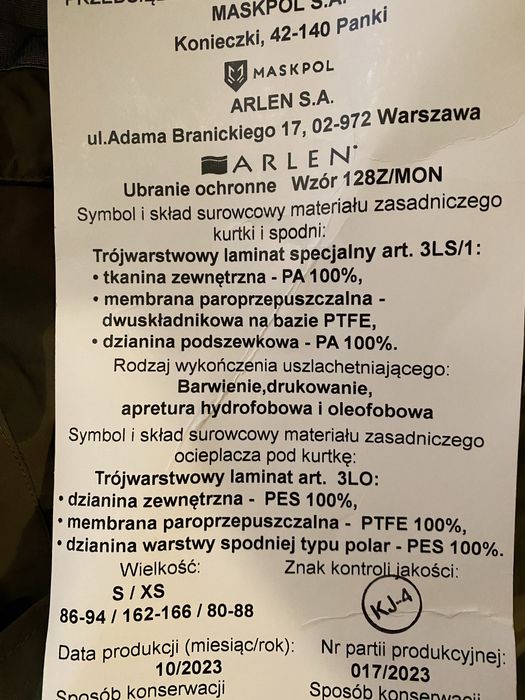 MASKPOL S.A.
Konieczki, 42-140 Panki
MASKPOL
ARLEN S.A.
ul.Adama Branickiego 17, 02-972 Warszawa
ARLEN
Ubranie ochronne Wzór 128Z/MON
Symbol i skład surowcowy materiału zasadniczego
kurtki i spodni:
Trójwarstwowy laminat specjalny art. 3LS/1:
• tkanina zewnętrzna - PA 100%,
• membrana paroprzepuszczalna -
dwuskładnikowa na bazie PTFE,
• dzianina podszewkowa - PA 100%.
Rodzaj wykończenia uszlachetniającego:
Barwienie,drukowanie,
apretura hydrofobowa i oleofobowa
Symbol i skład surowcowy materiału zasadniczego
ocieplacza pod kurtkę:
Trójwarstwowy laminat art. 3LO:
• dzianina zewnętrzna - PES 100%,
• membrana paroprzepuszczalna - PTFE 100%,
• dzianina warstwy spodniej typu polar - PES 100%.
Wielkość: Znak kontroli jakości:
S / XS
86-94 / 162-166 / 80-88
KJ-4
Data produkcji (miesiąc/rok): Nr partii produkcyjnej:
10/2023 017/2023
Sposób konserwacji Sposób konserwacji